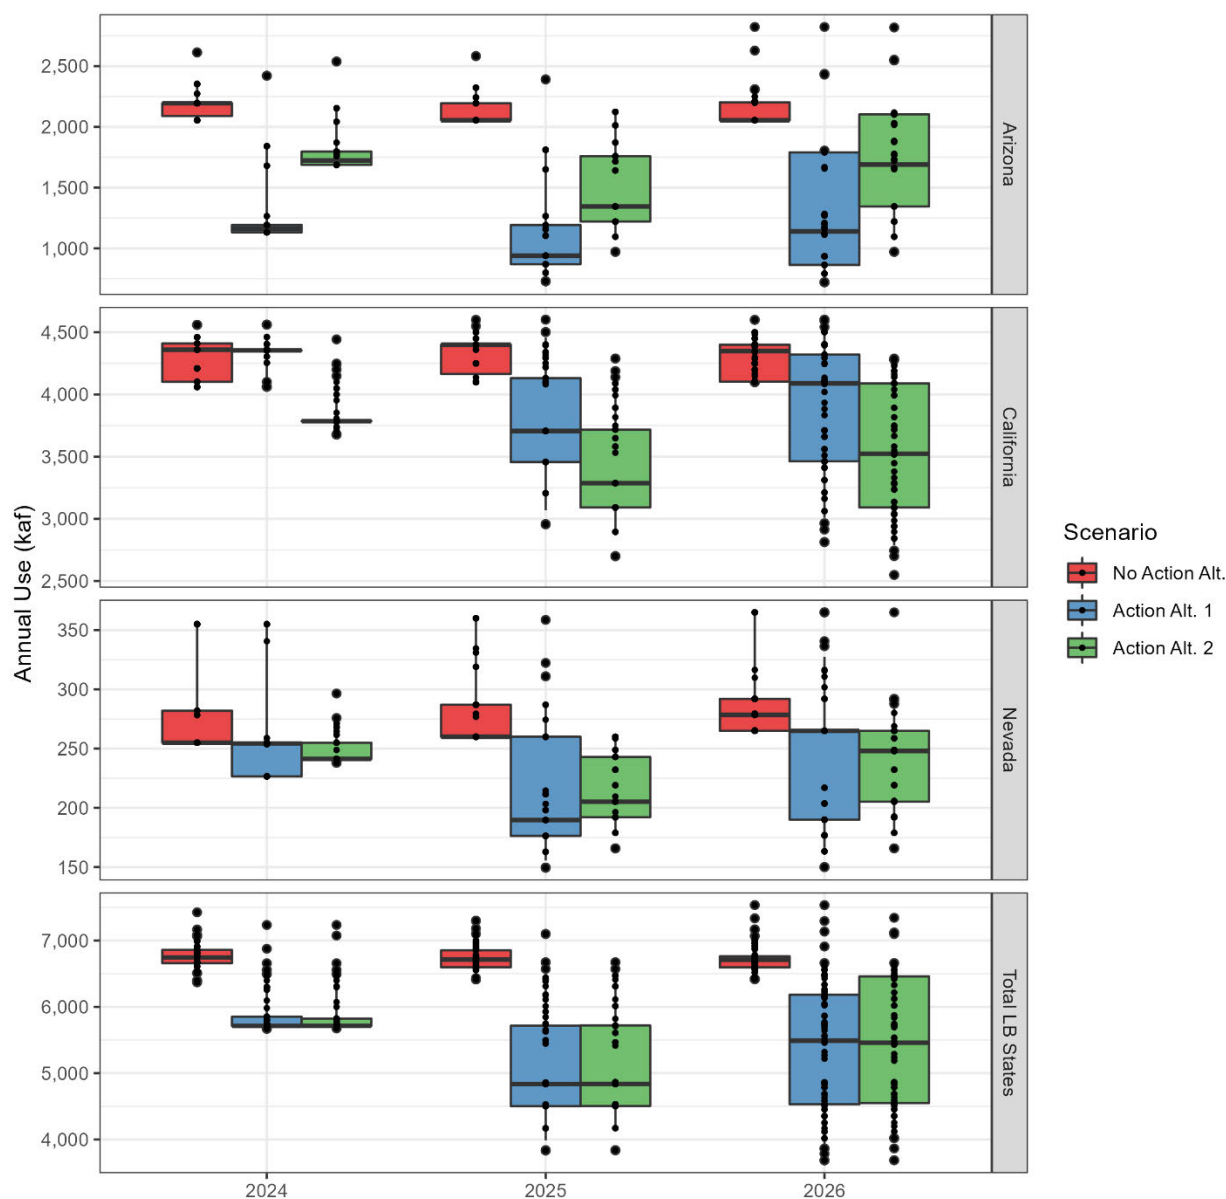 Annual Use (kaf)
2,500
2,000
1,500
1,000
Arizona
4,500
4,000
3,500
3,000
2,500
California
350
300
250
200
150
Nevada
7,000
6,000
5,000
4,000
Total LB States
2024
2025
2026
Scenario
No Action Alt.
Action Alt. 1
Action Alt. 2